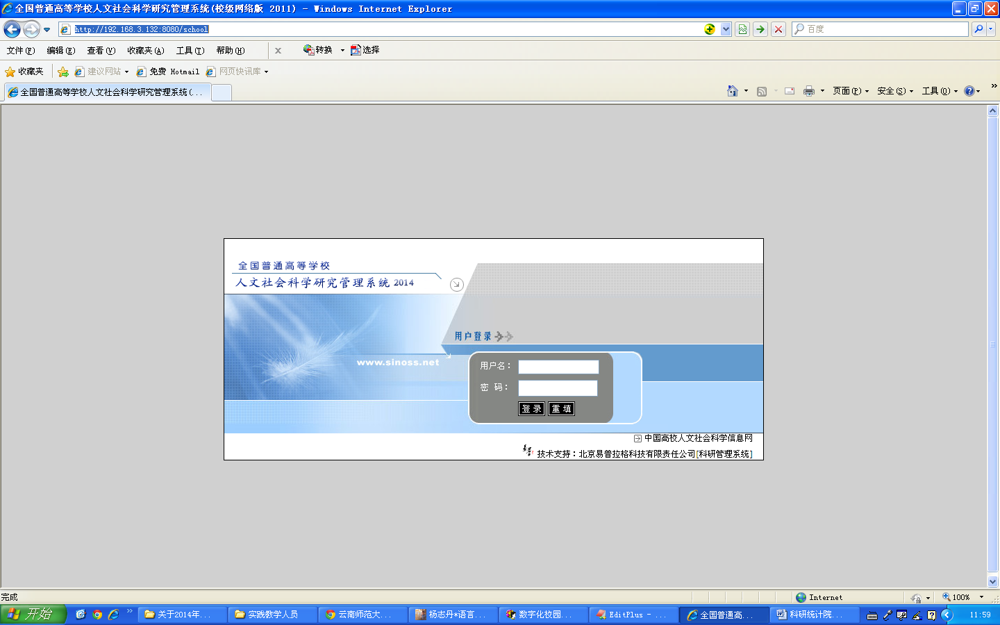 全国普通高等学校人文社会科学研究管理系统(校级网络版 2011) - Windows Internet Explorer
http://192.168.3.132:8080/school
百度
文件(F) 编辑(E) 查看(V) 收藏夹(A) 工具(T) 帮助(H) x 转换 选择
收藏夹 建议网站 免费 Hotmail 网页快讯库
全国普通高等学校人文社会科学研究管理系统(... 页面(P) 安全(S) 工具(O) »
全国普通高等学校
人文社会科学研究管理系统 2014
用户登录
www.sinoss.net
用户名：
密 码：
登 录 重 填
中国高校人文社会科学信息网
技术支持：北京易普拉格科技有限责任公司[科研管理系统]
完成 Internet 100%
开始 » 关于2014年... 实践教学人员 云南师范大... 杨志丹*语言... 数字化校园... EditPlus - ... 全国普通高... 科研统计院... 11:59